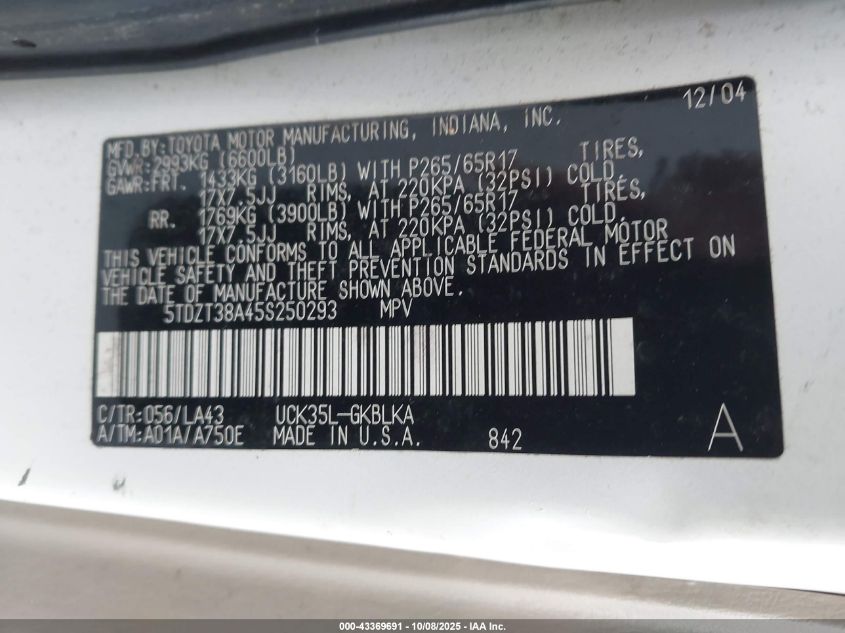 12/04
MFD.BY:TOYOTA MOTOR MANUFACTURING, INDIANA, INC.
GVWR:2993KG (6600LB)
GAWR:FRT. 1433KG (3160LB) WITH P265/65R17 TIRES,
17X7.5JJ RIMS, AT 220KPA (32PSI) COLD.
RR. 1769KG (3900LB) WITH P265/65R17 TIRES,
17X7.5JJ RIMS, AT 220KPA (32PSI) COLD.
THIS VEHICLE CONFORMS TO ALL APPLICABLE FEDERAL MOTOR
VEHICLE SAFETY AND THEFT PREVENTION STANDARDS IN EFFECT ON
THE DATE OF MANUFACTURE SHOWN ABOVE.
5TDZT38A45S250293 MPV
C/TR:056/LA43 UCK35L-GKBLKA
A/TM:A01A/A750E MADE IN U.S.A. 842 A
000-43369691 - 10/08/2025 - IAA Inc.